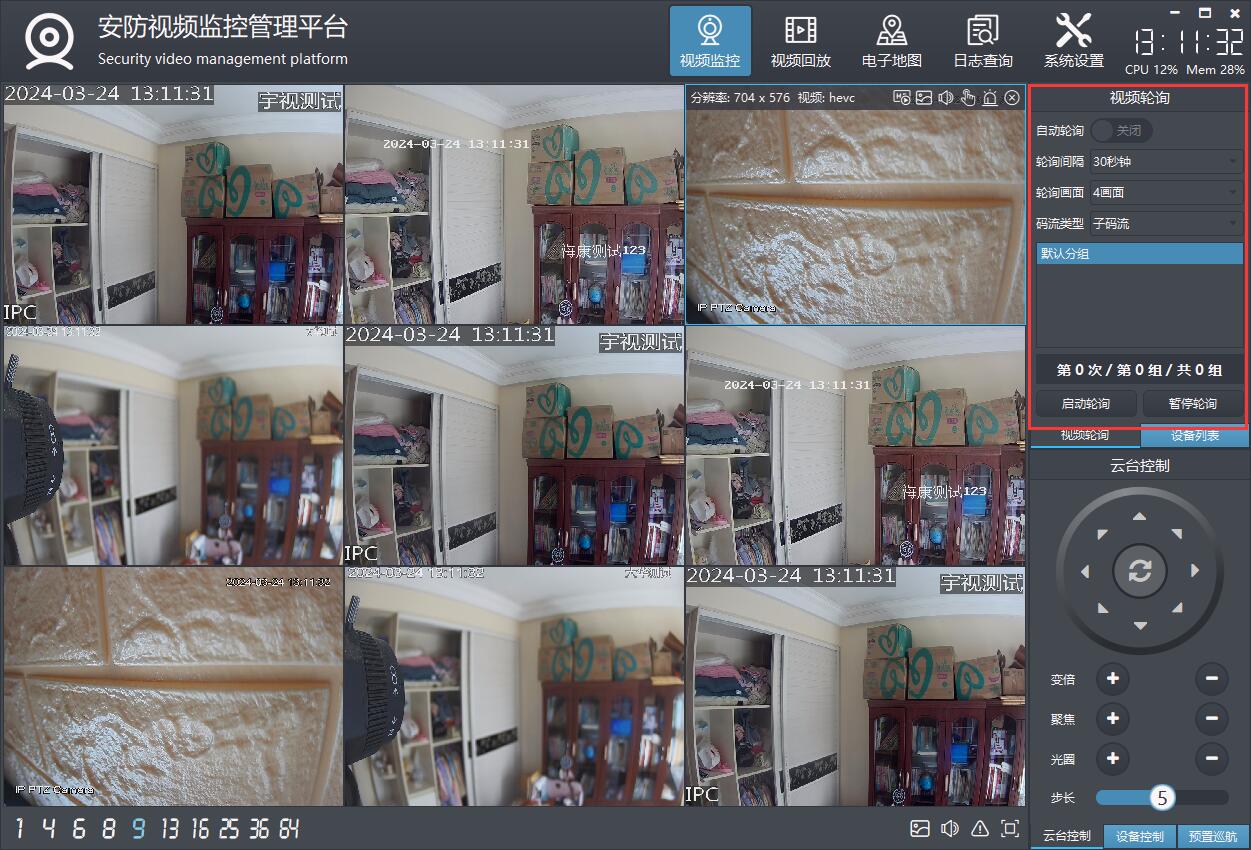 安防视频监控管理平台
Security video management platform
视频监控
视频回放
电子地图
日志查询
系统设置
13:11:32
CPU 12% Mem 28%
2024-03-24 13:11:31
宇视测试
IPC
2024-03-24 13:11:31
海康测试123
分辨率: 704 x 576 视频: hevc
IP PTZ Camera
2024-03-24 13:11:32
大华测试
2024-03-24 13:11:31
宇视测试
IPC
2024-03-24 13:11:31
海康测试123
2024-03-24 13:11:32
IP PTZ Camera
2024-03-24 13:11:32
大华测试
2024-03-24 13:11:31
宇视测试
IPC
1 4 6 8 9 13 16 25 36 64
视频轮询
自动轮询 关闭
轮询间隔 30秒钟
轮询画面 4画面
码流类型 子码流
默认分组
第 0 次 / 第 0 组 / 共 0 组
启动轮询 暂停轮询
视频轮询 设备列表
云台控制
变倍
聚焦
光圈
步长 5
云台控制 设备控制 预置巡航